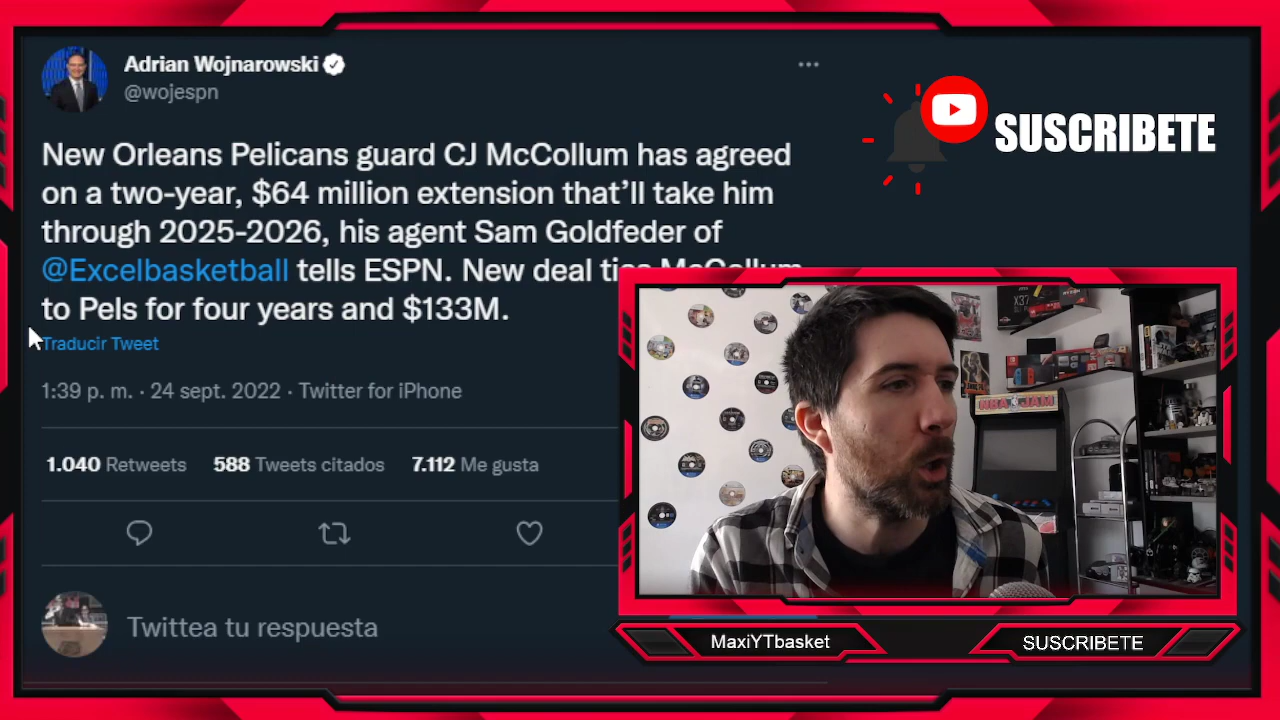 Adrian Wojnarowski
@wojespn
SUSCRIBETE
New Orleans Pelicans guard CJ McCollum has agreed
on a two-year, $64 million extension that'll take him
through 2025-2026, his agent Sam Goldfeder of
@Excelbasketball tells ESPN. New deal ties McCollum
to Pels for four years and $133M.
Traducir Tweet
1:39 p. m. · 24 sept. 2022 · Twitter for iPhone
1.040 Retweets 588 Tweets citados 7.112 Me gusta
Twittea tu respuesta
NBA JAM
MaxiYTbasket
SUSCRIBETE